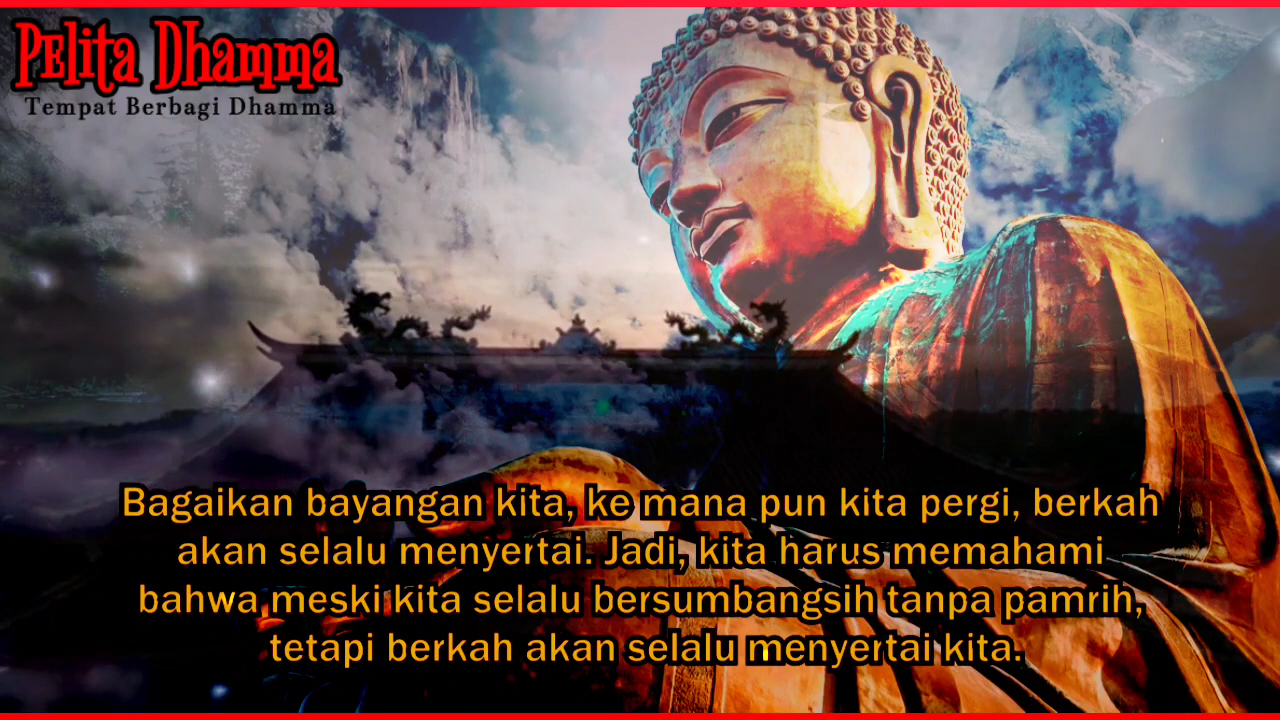 Pelita Dhamma
Tempat Berbagi Dhamma
Bagaikan bayangan kita, ke mana pun kita pergi, berkah
akan selalu menyertai. Jadi, kita harus memahami
bahwa meski kita selalu bersumbangsih tanpa pamrih,
tetapi berkah akan selalu menyertai kita.